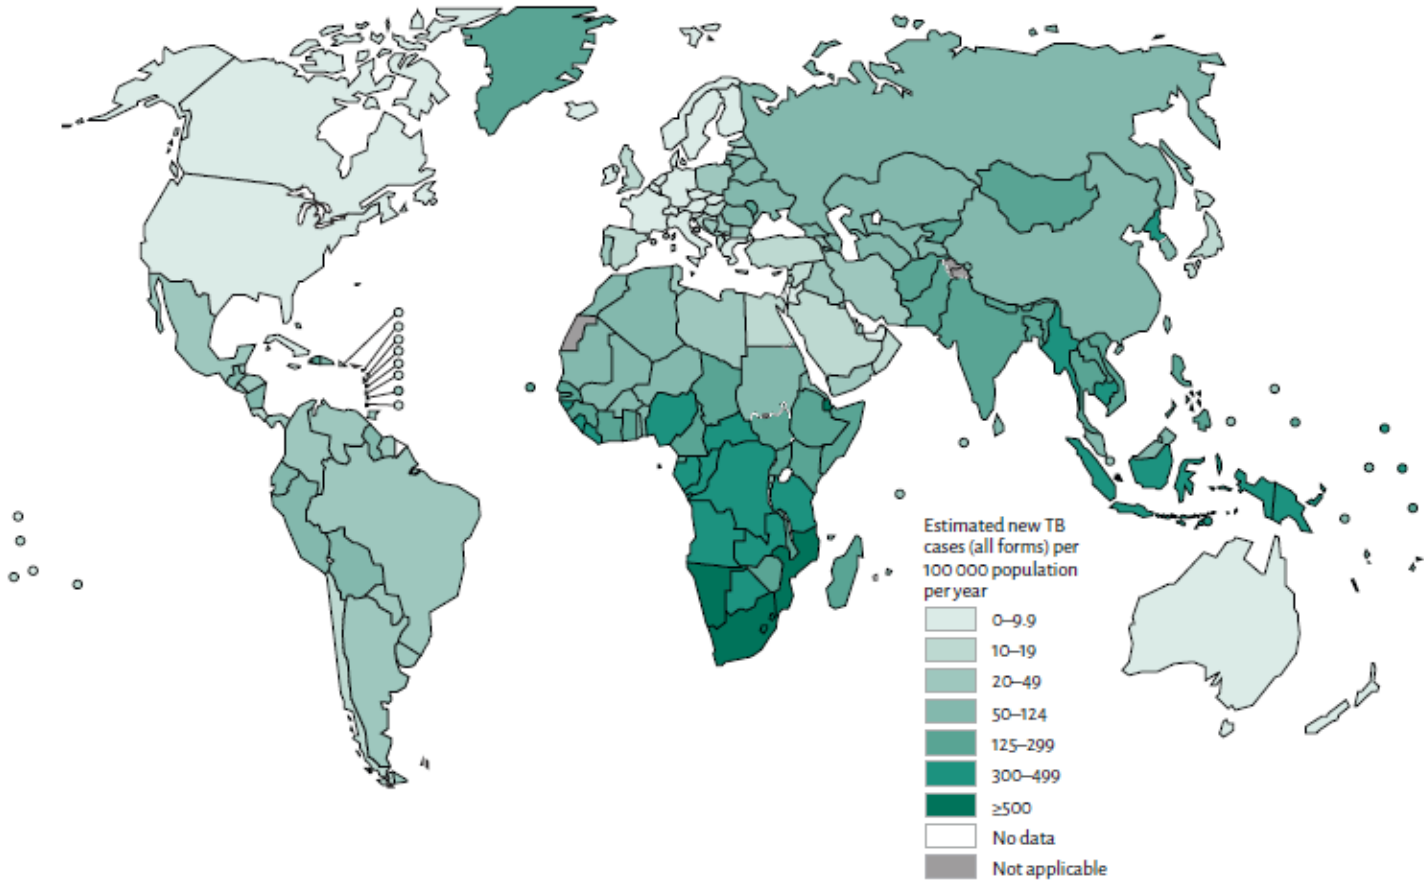 Estimated new TB
cases (all forms) per
100 000 population
per year
0–9.9
10–19
20–49
50–124
125–299
300–499
≥500
No data
Not applicable